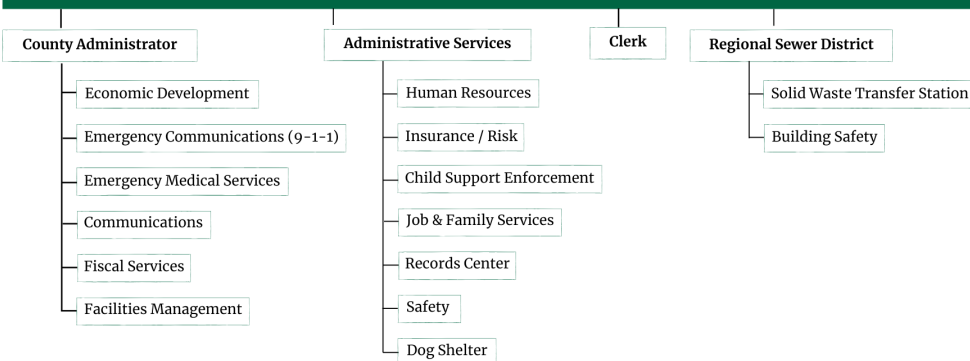 County Administrator
Economic Development
Emergency Communications (9-1-1)
Emergency Medical Services
Communications
Fiscal Services
Facilities Management
Administrative Services
Human Resources
Insurance / Risk
Child Support Enforcement
Job & Family Services
Records Center
Safety
Dog Shelter
Clerk
Regional Sewer District
Solid Waste Transfer Station
Building Safety